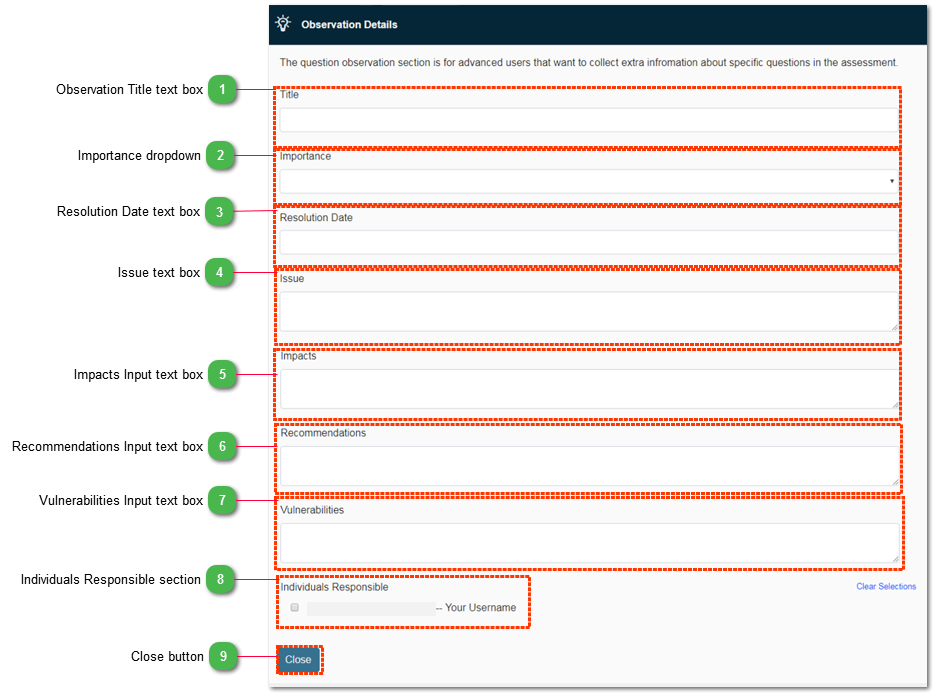 Observation Details
The question observation section is for advanced users that want to collect extra infromation about specific questions in the assessment.
Observation Title text box 1
Title
Importance dropdown 2
Importance
Resolution Date text box 3
Resolution Date
Issue text box 4
Issue
Impacts Input text box 5
Impacts
Recommendations Input text box 6
Recommendations
Vulnerabilities Input text box 7
Vulnerabilities
Individuals Responsible section 8
Individuals Responsible
Clear Selections
-- Your Username
Close button 9
Close